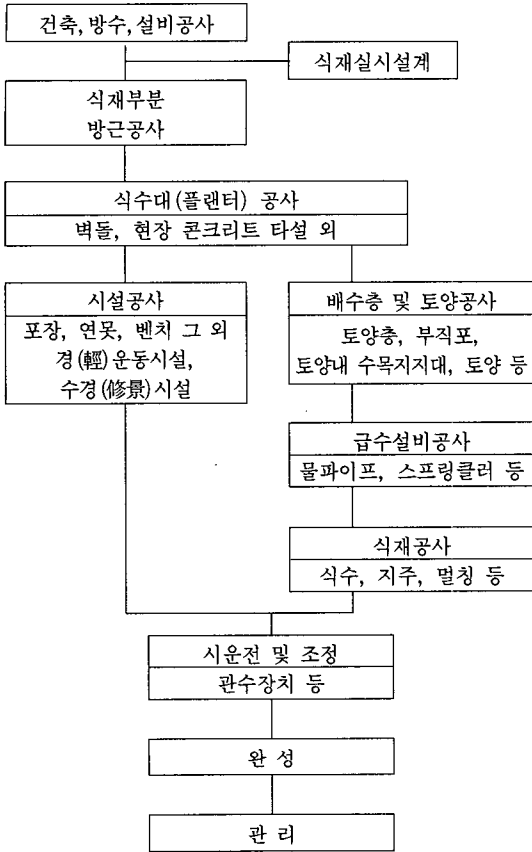 건축, 방수, 설비공사
식재실시설계
식재부분
방근공사
식수대(플랜터) 공사
벽돌, 현장 콘크리트 타설 외
시설공사
포장, 연못, 벤치 그 외
경(輕)운동시설,
수경(修景)시설
배수층 및 토양공사
토양층, 부직포,
토양내 수목지지대, 토양 등
급수설비공사
물파이프, 스프링클러 등
식재공사
식수, 지주, 멀칭 등
시운전 및 조정
관수장치 등
완 성
관 리